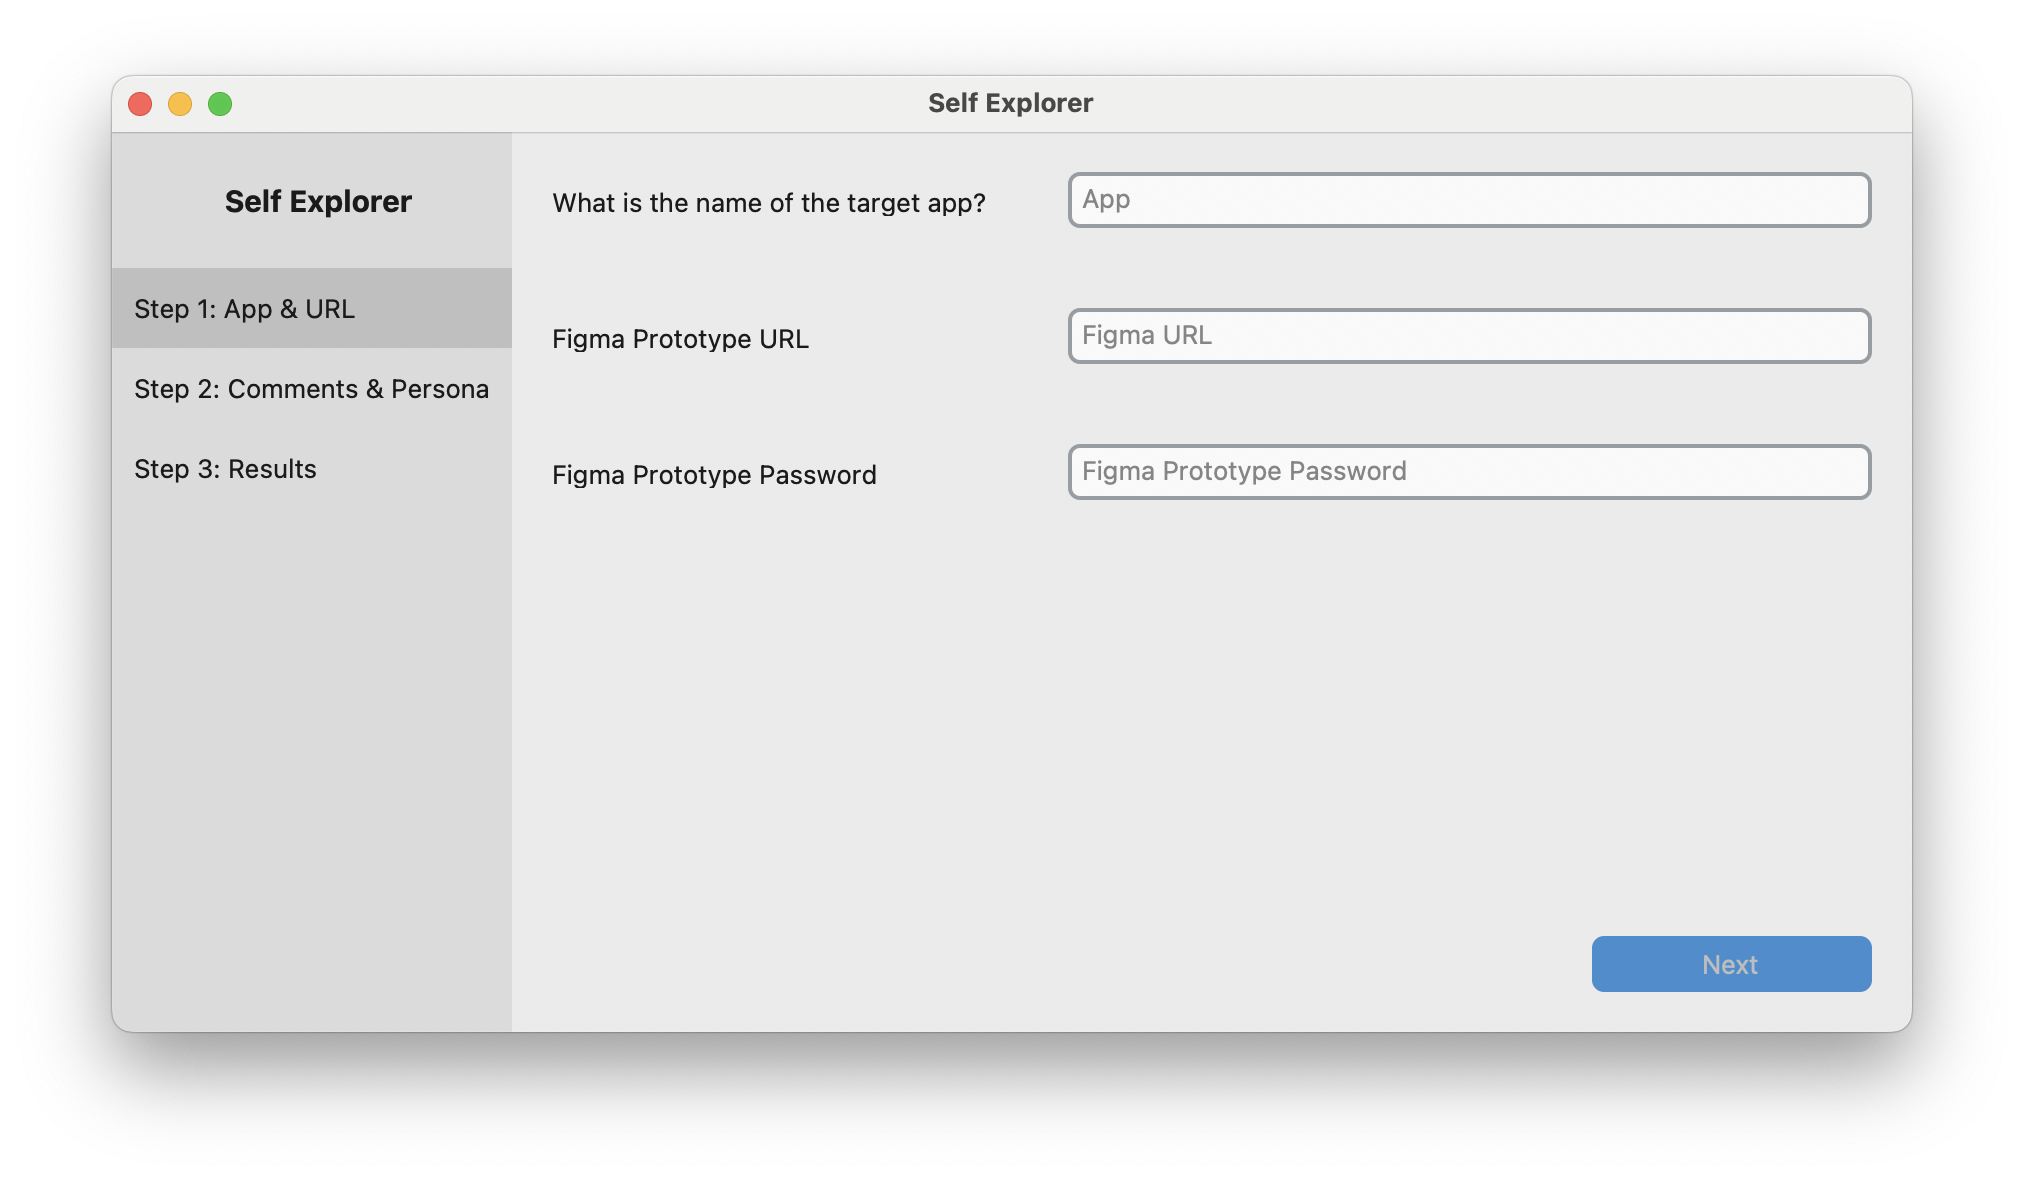 Self Explorer
Self Explorer
Step 1: App & URL
Step 2: Comments & Persona
Step 3: Results
What is the name of the target app?
App
Figma Prototype URL
Figma URL
Figma Prototype Password
Figma Prototype Password
Next